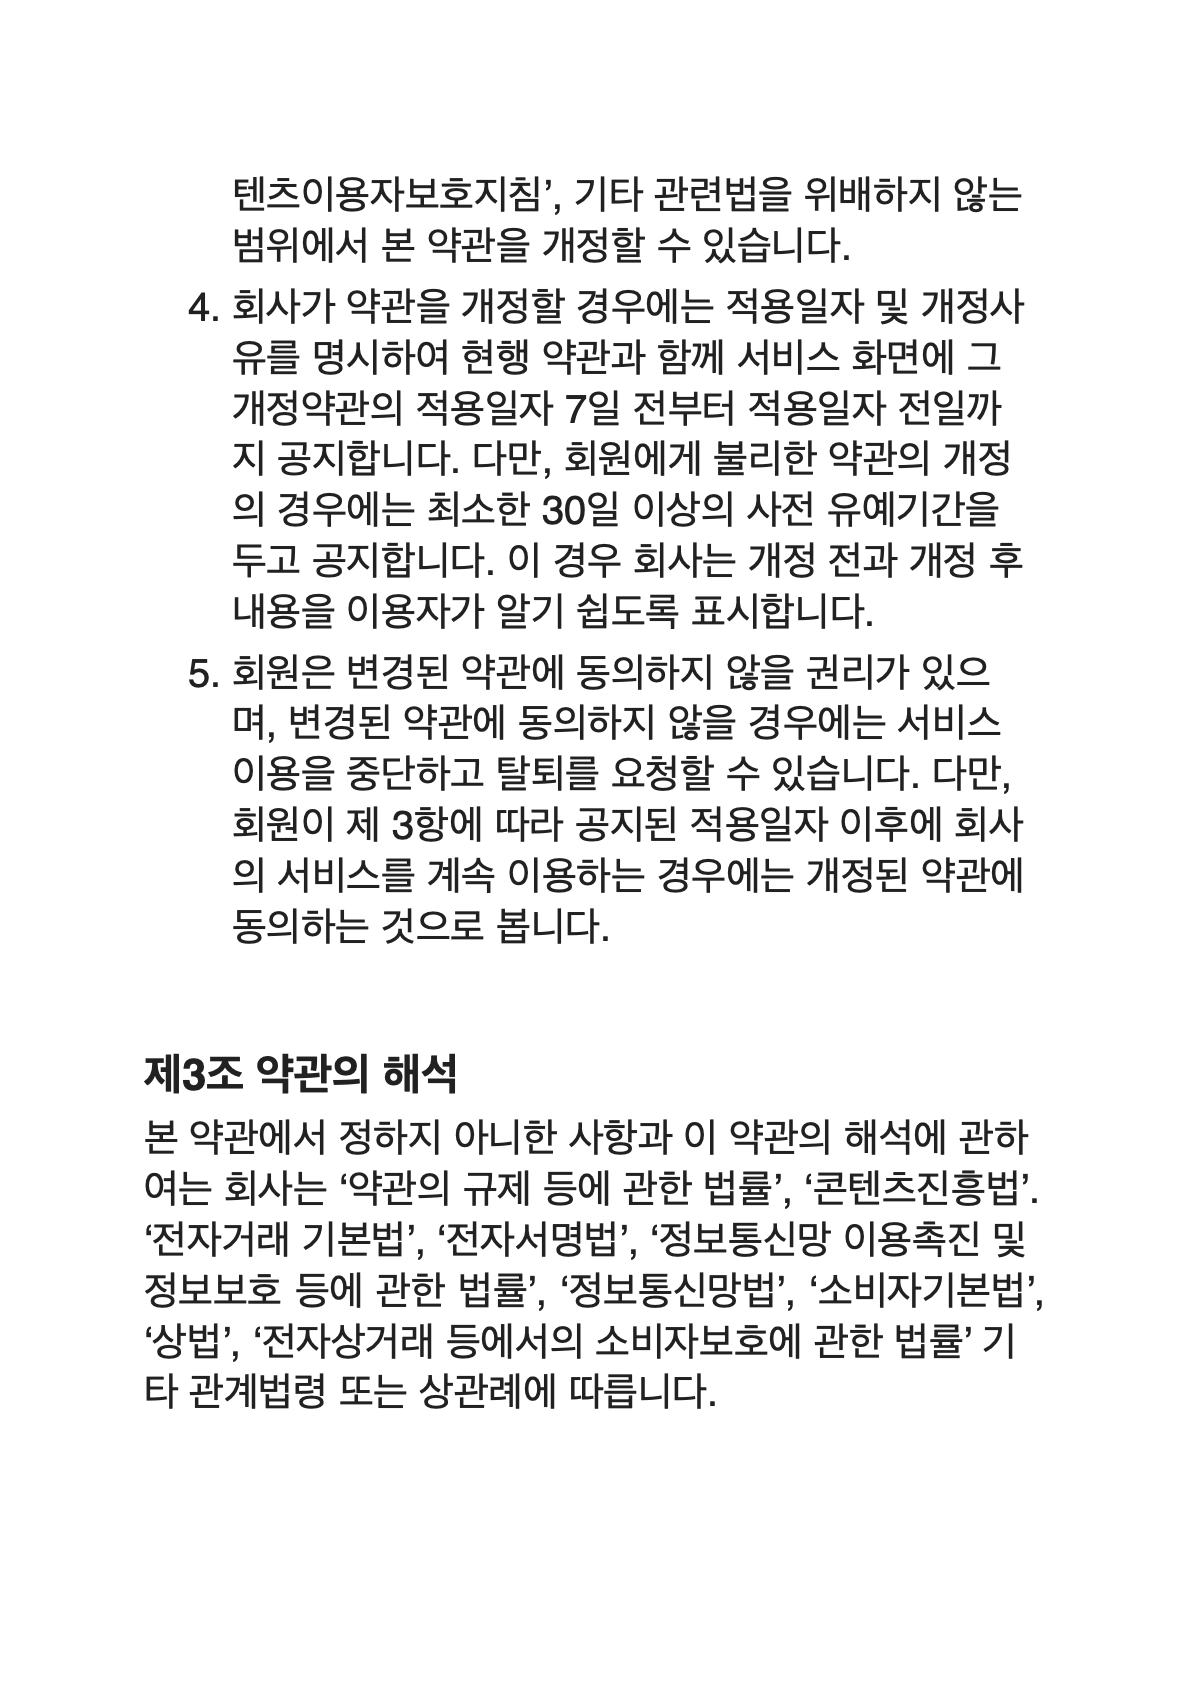 텐츠이용자보호지침’, 기타 관련법을 위배하지 않는
범위에서 본 약관을 개정할 수 있습니다.
4. 회사가 약관을 개정할 경우에는 적용일자 및 개정사
유를 명시하여 현행 약관과 함께 서비스 화면에 그
개정약관의 적용일자 7일 전부터 적용일자 전일까
지 공지합니다. 다만, 회원에게 불리한 약관의 개정
의 경우에는 최소한 30일 이상의 사전 유예기간을
두고 공지합니다. 이 경우 회사는 개정 전과 개정 후
내용을 이용자가 알기 쉽도록 표시합니다.
5. 회원은 변경된 약관에 동의하지 않을 권리가 있으
며, 변경된 약관에 동의하지 않을 경우에는 서비스
이용을 중단하고 탈퇴를 요청할 수 있습니다. 다만,
회원이 제 3항에 따라 공지된 적용일자 이후에 회사
의 서비스를 계속 이용하는 경우에는 개정된 약관에
동의하는 것으로 봅니다.
제3조 약관의 해석
본 약관에서 정하지 아니한 사항과 이 약관의 해석에 관하
여는 회사는 ‘약관의 규제 등에 관한 법률’, ‘콘텐츠진흥법’.
‘전자거래 기본법’, ‘전자서명법’, ‘정보통신망 이용촉진 및
정보보호 등에 관한 법률’, ‘정보통신망법’, ‘소비자기본법’,
‘상법’, ‘전자상거래 등에서의 소비자보호에 관한 법률’ 기
타 관계법령 또는 상관례에 따릅니다.